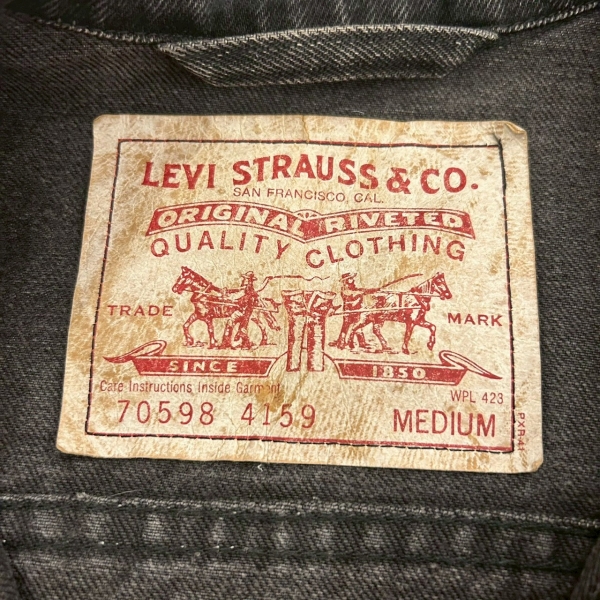 LEVI STRAUSS & CO.
SAN FRANCISCO, CAL.
ORIGINAL RIVETED
QUALITY CLOTHING
TRADE MARK
SINCE 1850
Care Instructions Inside Garment
WPL 423
70598 4159 MEDIUM